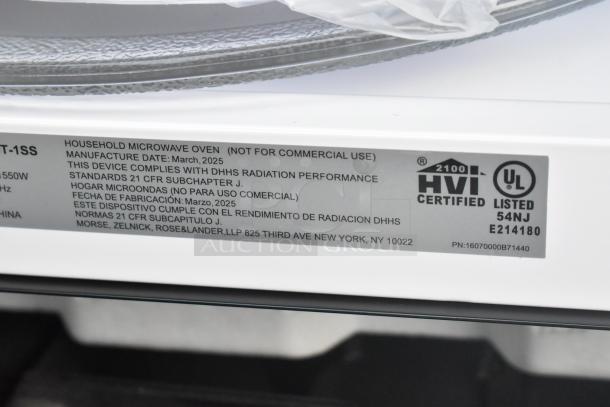 T-1SS
550W
Hz
HINA
HOUSEHOLD MICROWAVE OVEN (NOT FOR COMMERCIAL USE)
MANUFACTURE DATE: March, 2025
THIS DEVICE COMPLIES WITH DHHS RADIATION PERFORMANCE
STANDARDS 21 CFR SUBCHAPTER J.
HOGAR MICROONDAS (NO PARA USO COMERCIAL)
FECHA DE FABRICACIÓN: Marzo, 2025
ESTE DISPOSITIVO CUMPLE CON EL RENDIMIENTO DE RADIACION DHHS
NORMAS 21 CFR SUBCAPITULO J.
MORSE, ZELNICK, ROSE&LANDER,LLP 825 THIRD AVE NEW YORK, NY 10022
® 2100
HVI
CERTIFIED
UL
LISTED
54NJ
E214180
PN:16070000B71440
AUCTION GROUP